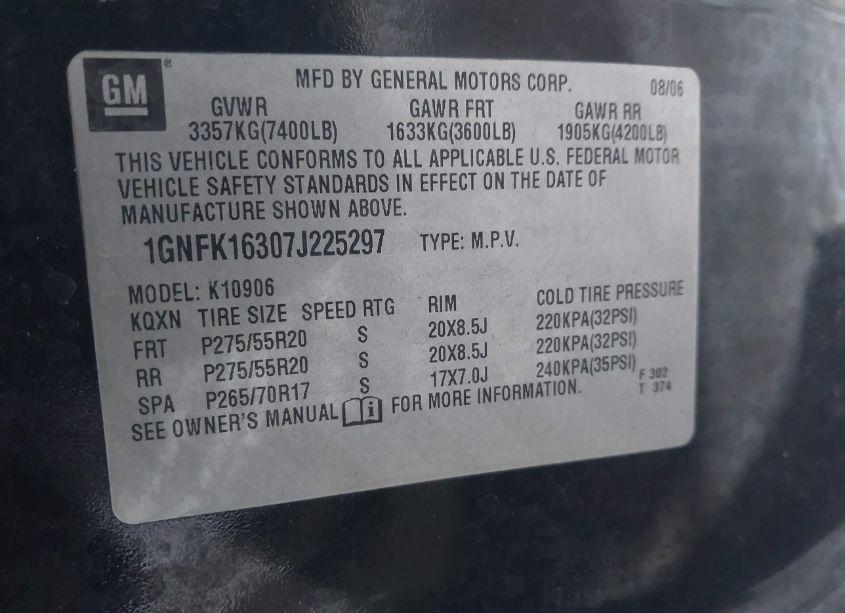 GM®
MFD BY GENERAL MOTORS CORP. 08/06
GVWR GAWR FRT GAWR RR
3357KG(7400LB) 1633KG(3600LB) 1905KG(4200LB)
THIS VEHICLE CONFORMS TO ALL APPLICABLE U.S. FEDERAL MOTOR
VEHICLE SAFETY STANDARDS IN EFFECT ON THE DATE OF
MANUFACTURE SHOWN ABOVE.
1GNFK16307J225297 TYPE: M.P.V.
MODEL: K10906
KQXN TIRE SIZE SPEED RTG RIM COLD TIRE PRESSURE
FRT P275/55R20 S 20X8.5J 220KPA(32PSI)
RR P275/55R20 S 20X8.5J 220KPA(32PSI)
SPA P265/70R17 S 17X7.0J 240KPA(35PSI)
SEE OWNER'S MANUAL i FOR MORE INFORMATION.
F 302
T 374